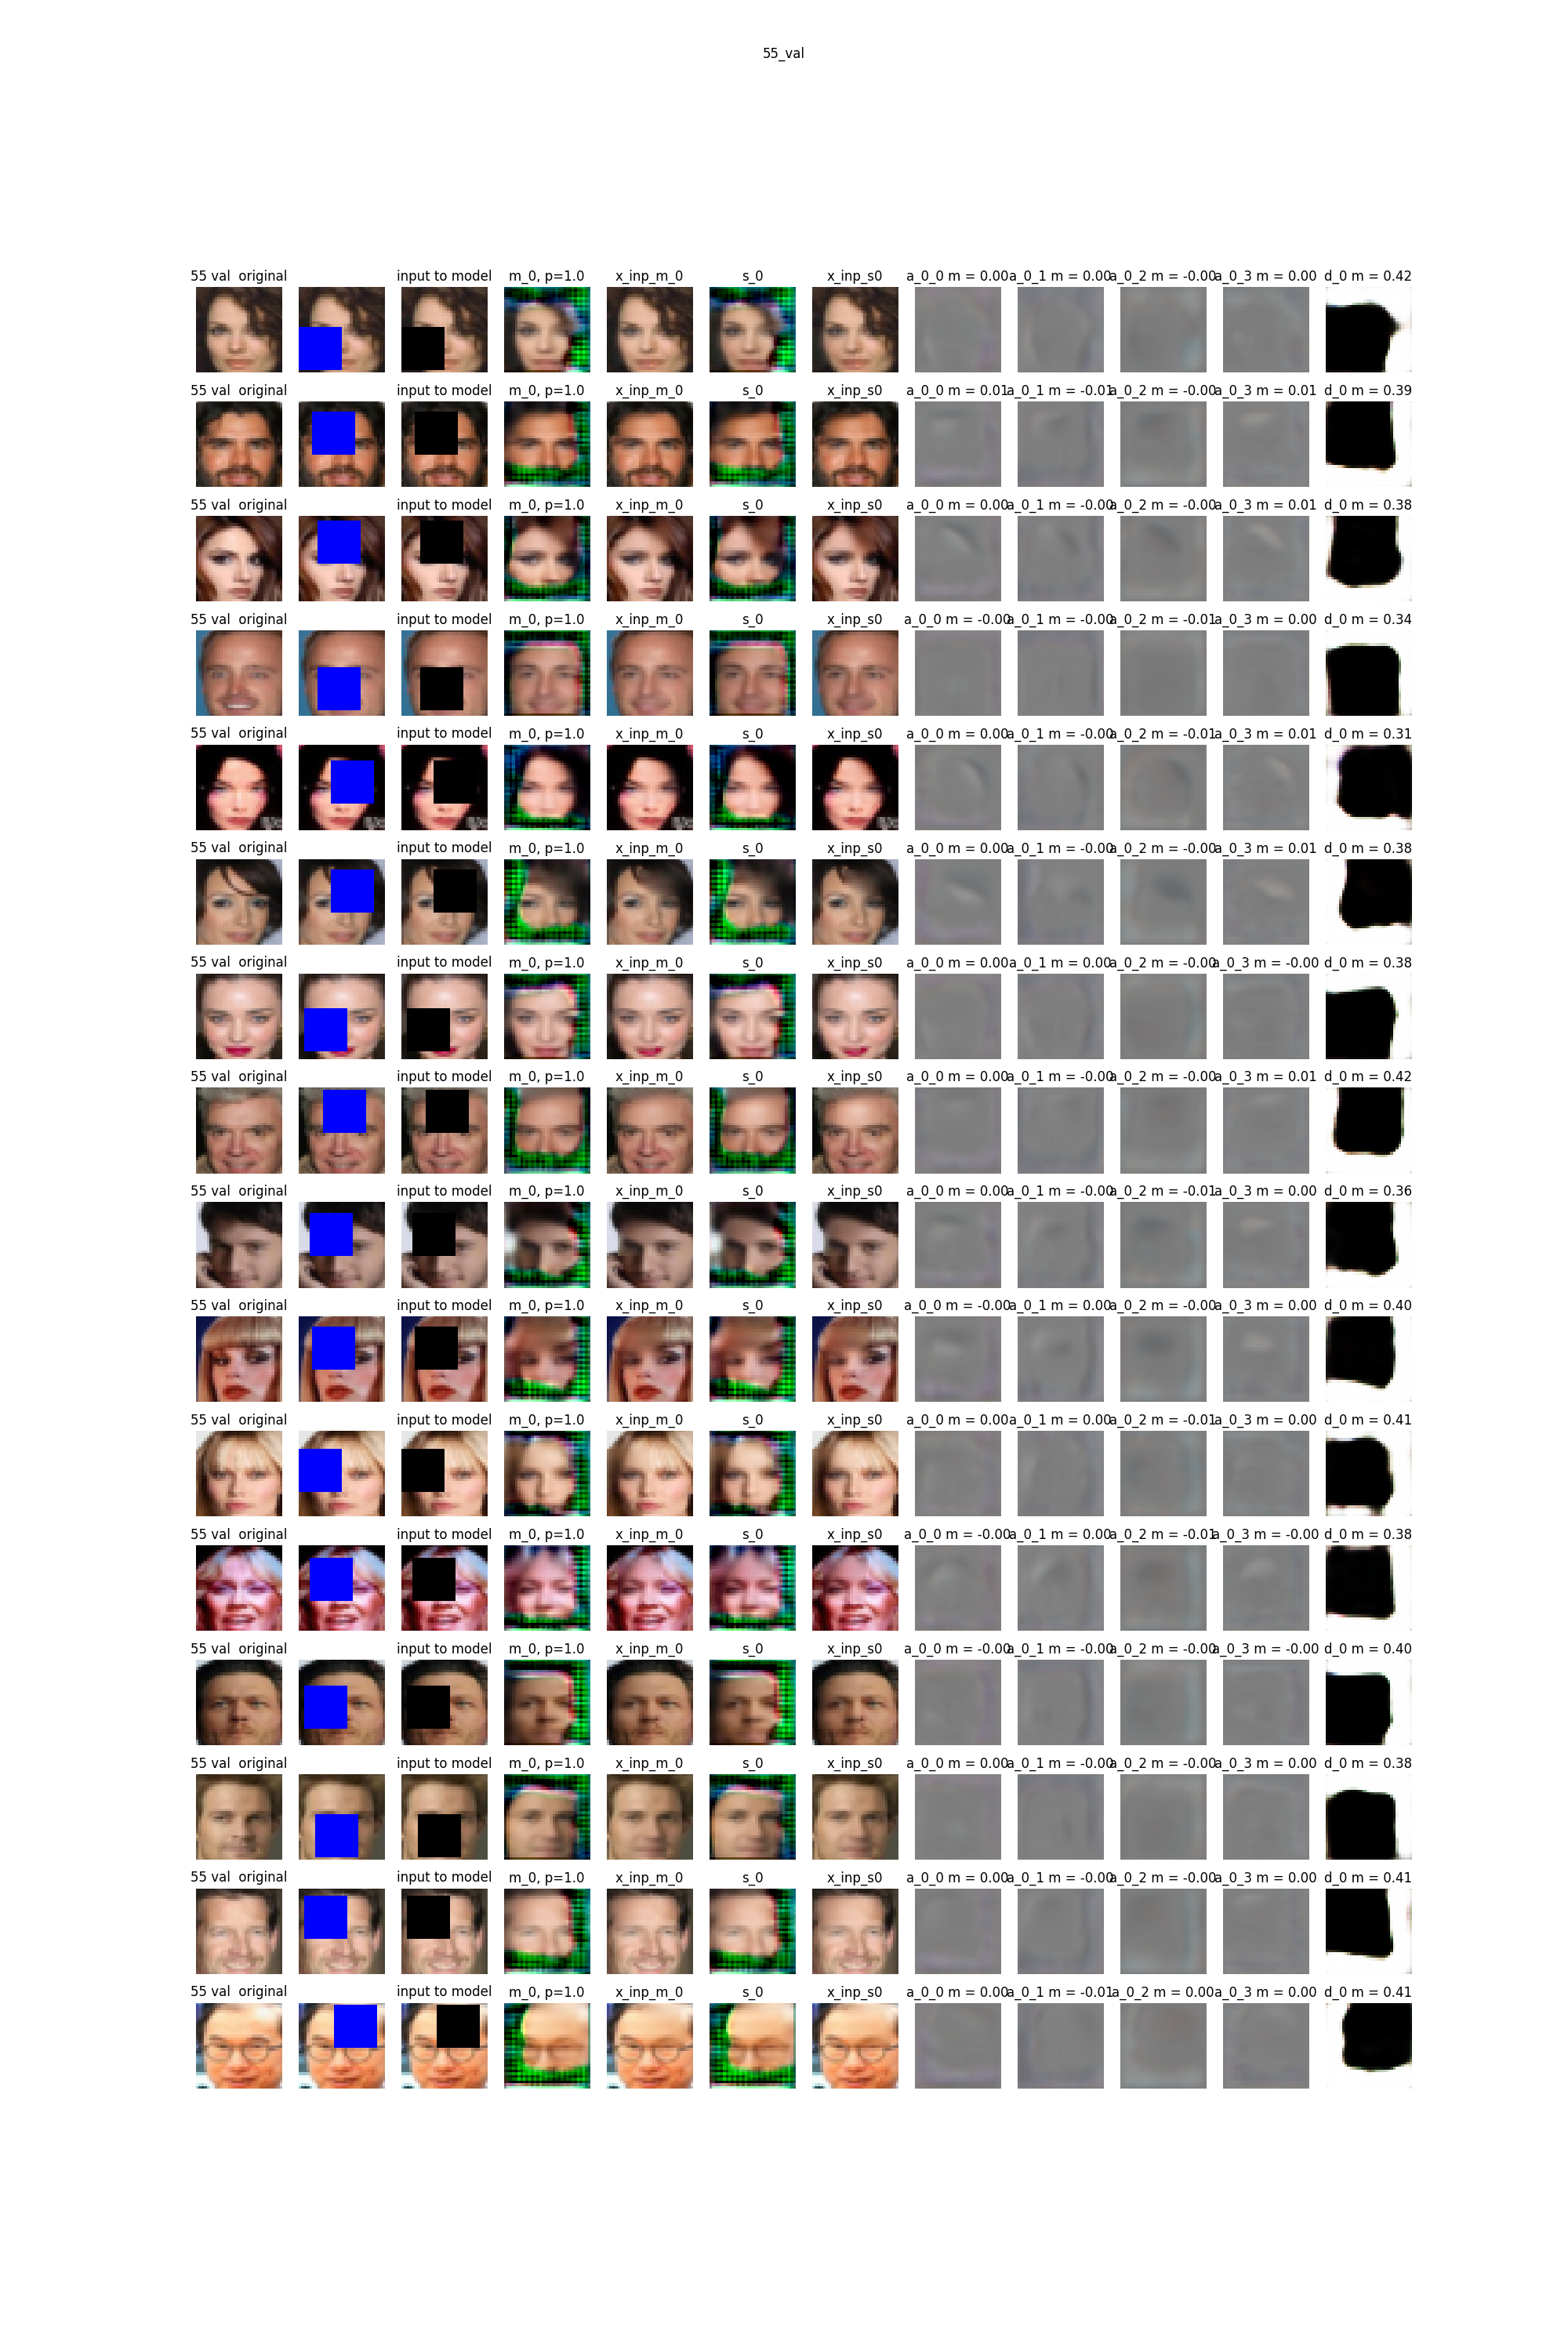 55_val
55 val original input to model m_0, p=1.0 x_inp_m_0 s_0 x_inp_s0 a_0_0 m = 0.00 a_0_1 m = 0.00 a_0_2 m = -0.00 a_0_3 m = 0.00 d_0 m = 0.42
55 val original input to model m_0, p=1.0 x_inp_m_0 s_0 x_inp_s0 a_0_0 m = 0.01 a_0_1 m = -0.01 a_0_2 m = -0.00 a_0_3 m = 0.01 d_0 m = 0.39
55 val original input to model m_0, p=1.0 x_inp_m_0 s_0 x_inp_s0 a_0_0 m = 0.00 a_0_1 m = -0.00 a_0_2 m = -0.00 a_0_3 m = 0.01 d_0 m = 0.38
55 val original input to model m_0, p=1.0 x_inp_m_0 s_0 x_inp_s0 a_0_0 m = -0.00 a_0_1 m = -0.00 a_0_2 m = -0.01 a_0_3 m = 0.00 d_0 m = 0.34
55 val original input to model m_0, p=1.0 x_inp_m_0 s_0 x_inp_s0 a_0_0 m = 0.00 a_0_1 m = -0.00 a_0_2 m = -0.01 a_0_3 m = 0.01 d_0 m = 0.31
55 val original input to model m_0, p=1.0 x_inp_m_0 s_0 x_inp_s0 a_0_0 m = 0.00 a_0_1 m = -0.00 a_0_2 m = -0.00 a_0_3 m = 0.01 d_0 m = 0.38
55 val original input to model m_0, p=1.0 x_inp_m_0 s_0 x_inp_s0 a_0_0 m = 0.00 a_0_1 m = 0.00 a_0_2 m = -0.00 a_0_3 m = -0.00 d_0 m = 0.38
55 val original input to model m_0, p=1.0 x_inp_m_0 s_0 x_inp_s0 a_0_0 m = 0.00 a_0_1 m = -0.00 a_0_2 m = -0.00 a_0_3 m = 0.01 d_0 m = 0.42
55 val original input to model m_0, p=1.0 x_inp_m_0 s_0 x_inp_s0 a_0_0 m = 0.00 a_0_1 m = -0.00 a_0_2 m = -0.01 a_0_3 m = 0.00 d_0 m = 0.36
55 val original input to model m_0, p=1.0 x_inp_m_0 s_0 x_inp_s0 a_0_0 m = -0.00 a_0_1 m = 0.00 a_0_2 m = -0.00 a_0_3 m = 0.00 d_0 m = 0.40
55 val original input to model m_0, p=1.0 x_inp_m_0 s_0 x_inp_s0 a_0_0 m = 0.00 a_0_1 m = 0.00 a_0_2 m = -0.01 a_0_3 m = 0.00 d_0 m = 0.41
55 val original input to model m_0, p=1.0 x_inp_m_0 s_0 x_inp_s0 a_0_0 m = -0.00 a_0_1 m = 0.00 a_0_2 m = -0.01 a_0_3 m = -0.00 d_0 m = 0.38
55 val original input to model m_0, p=1.0 x_inp_m_0 s_0 x_inp_s0 a_0_0 m = -0.00 a_0_1 m = -0.00 a_0_2 m = -0.00 a_0_3 m = -0.00 d_0 m = 0.40
55 val original input to model m_0, p=1.0 x_inp_m_0 s_0 x_inp_s0 a_0_0 m = 0.00 a_0_1 m = -0.00 a_0_2 m = -0.00 a_0_3 m = 0.00 d_0 m = 0.38
55 val original input to model m_0, p=1.0 x_inp_m_0 s_0 x_inp_s0 a_0_0 m = 0.00 a_0_1 m = -0.00 a_0_2 m = -0.00 a_0_3 m = 0.00 d_0 m = 0.41
55 val original input to model m_0, p=1.0 x_inp_m_0 s_0 x_inp_s0 a_0_0 m = 0.00 a_0_1 m = -0.01 a_0_2 m = 0.00 a_0_3 m = 0.00 d_0 m = 0.41